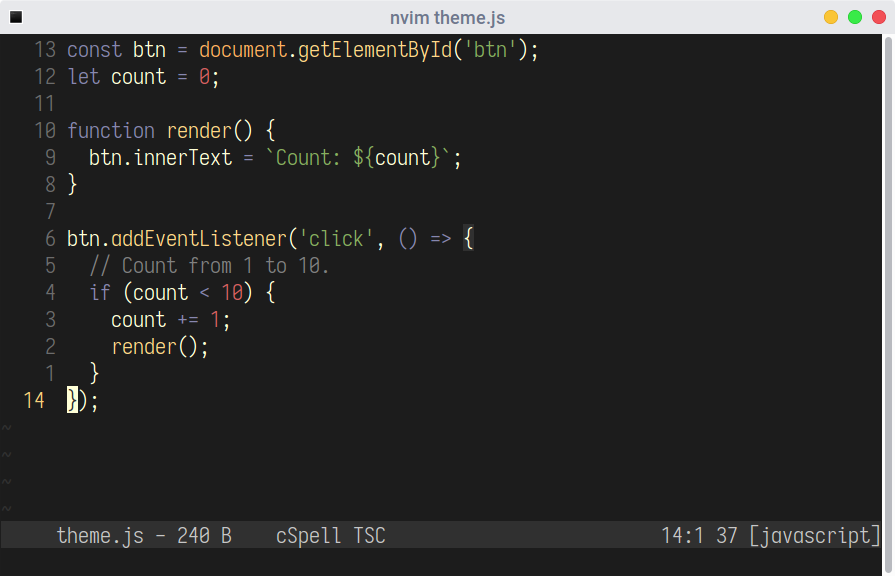 nvim theme.js
13 const btn = document.getElementById('btn');
12 let count = 0;
11
10 function render() {
9   btn.innerText = `Count: ${count}`;
8 }
7
6 btn.addEventListener('click', () => {
5   // Count from 1 to 10.
4   if (count < 10) {
3     count += 1;
2     render();
1   }
14 });
~
~
~
~
theme.js - 240 B    cSpell TSC    14:1 37 [javascript]